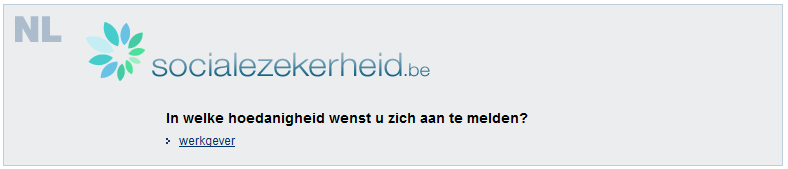 NL
socialezekerheid.be
In welke hoedanigheid wenst u zich aan te melden?
werkgever